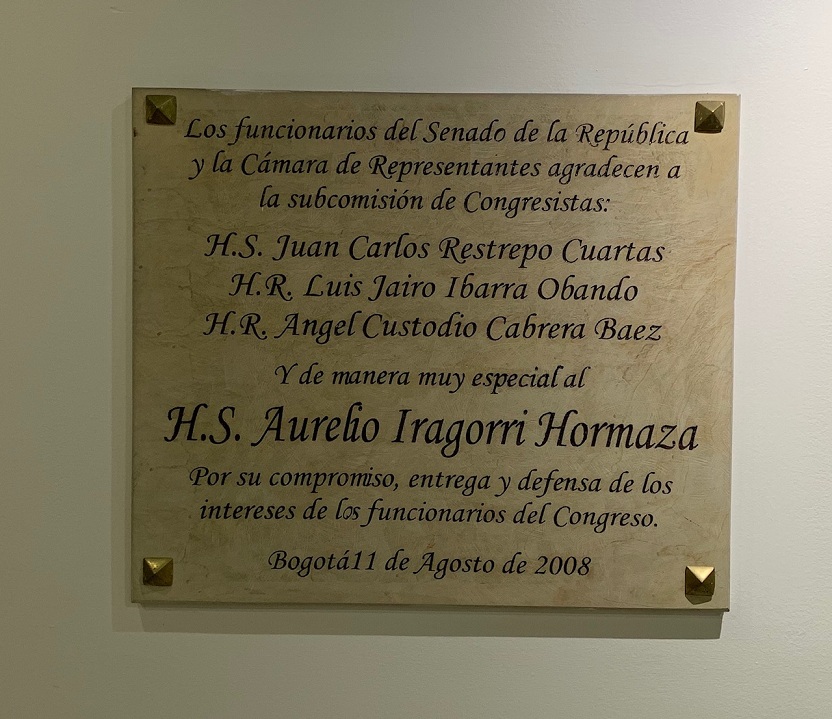 Los funcionarios del Senado de la República
y la Cámara de Representantes agradecen a
la subcomisión de Congresistas:
H.S. Juan Carlos Restrepo Cuartas
H.R. Luis Jairo Ibarra Obando
H.R. Angel Custodio Cabrera Baez
Y de manera muy especial al
H.S. Aurelio Iragorri Hormaza
Por su compromiso, entrega y defensa de los
intereses de los funcionarios del Congreso.
Bogotá11 de Agosto de 2008